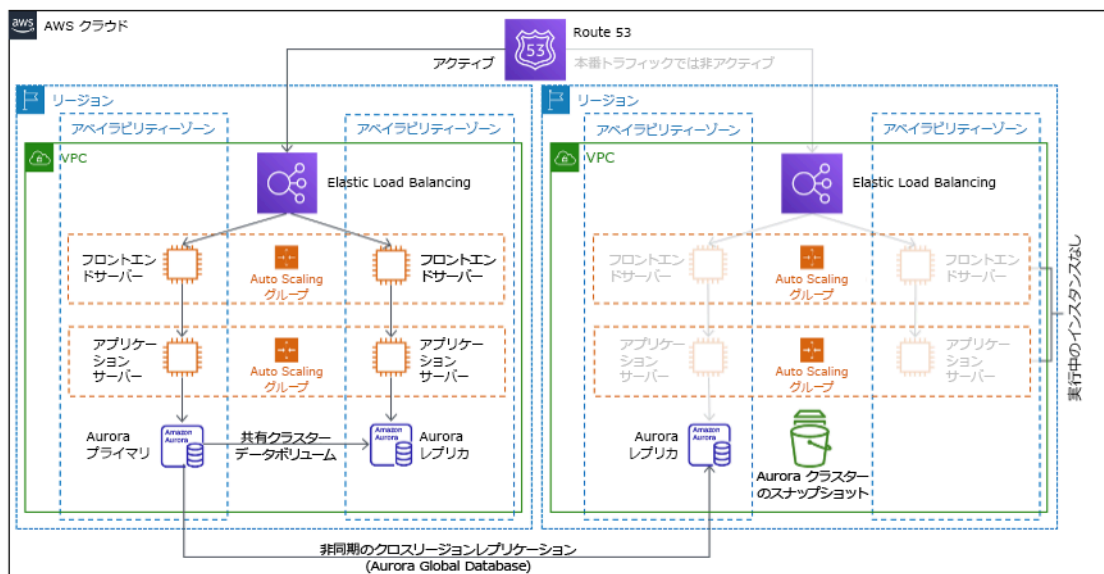 aws
AWS クラウド
Route 53
53
アクティブ
本番トラフィックでは非アクティブ
リージョン
アベイラビリティーゾーン
アベイラビリティーゾーン
VPC
Elastic Load Balancing
フロントエン
ドサーバー
Auto Scaling
グループ
フロントエン
ドサーバー
アプリケー
ション
サーバー
Auto Scaling
グループ
アプリケー
ション
サーバー
Aurora
プライマリ
Amazon
Aurora
共有クラスター
データボリューム
Amazon
Aurora
Aurora
レプリカ
リージョン
アベイラビリティーゾーン
アベイラビリティーゾーン
VPC
Elastic Load Balancing
フロントエン
ドサーバー
Auto Scaling
グループ
フロントエン
ドサーバー
アプリケー
ション
サーバー
Auto Scaling
グループ
アプリケー
ション
サーバー
実行中のインスタンスなし
Aurora
レプリカ
Amazon
Aurora
Aurora クラスター
のスナップショット
非同期のクロスリージョンレプリケーション
(Aurora Global Database)